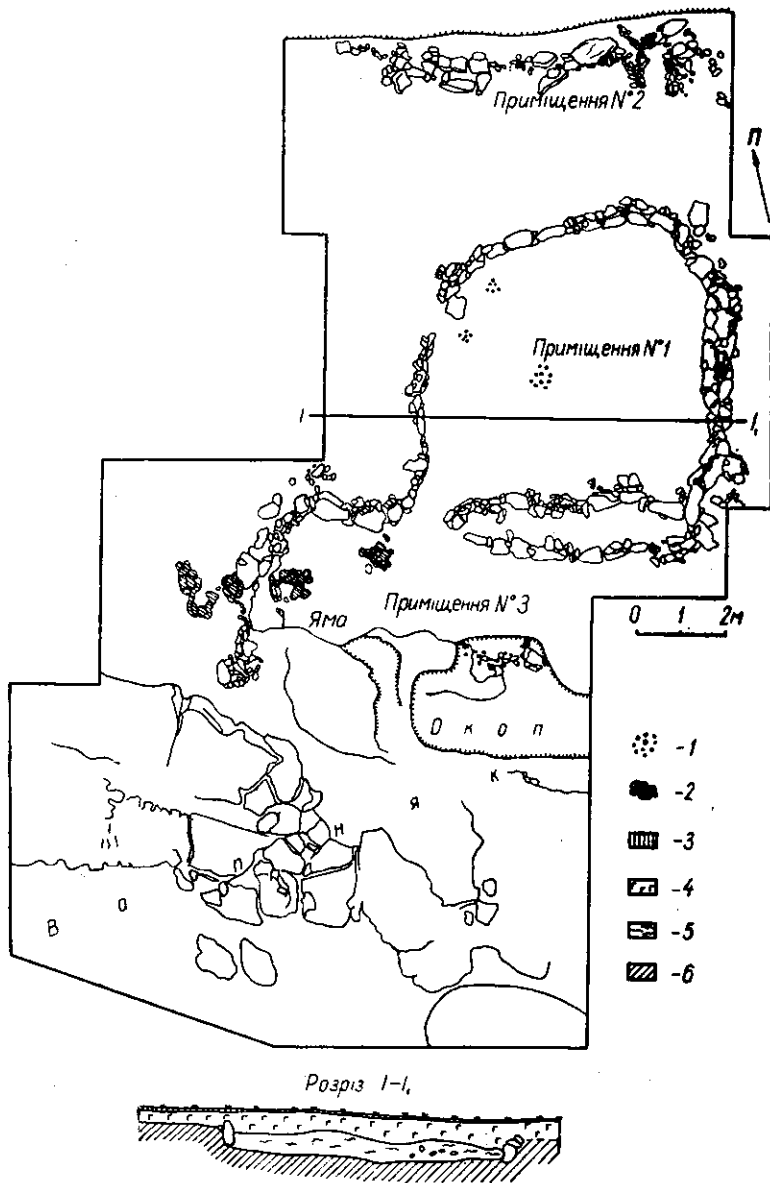 Приміщення №2
П
Приміщення №1
I I₁
Приміщення №3
Яма
0 1 2м
Окоп
В а п н я к
-1
-2
-3
-4
-5
-6
Розріз I-I₁